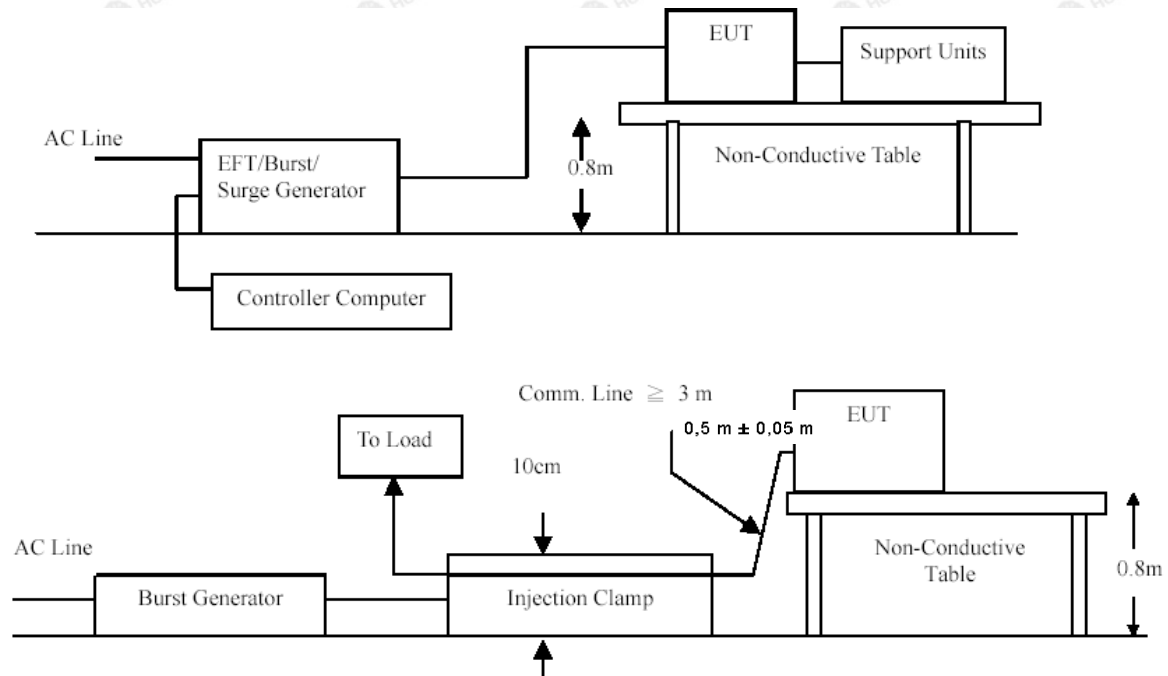 EUT
Support Units
AC Line
EFT/Burst/
Surge Generator
0.8m
Non-Conductive Table
Controller Computer
Comm. Line ≧ 3 m
0,5 m ± 0,05 m
EUT
To Load
10cm
AC Line
Burst Generator
Injection Clamp
Non-Conductive
Table
0.8m